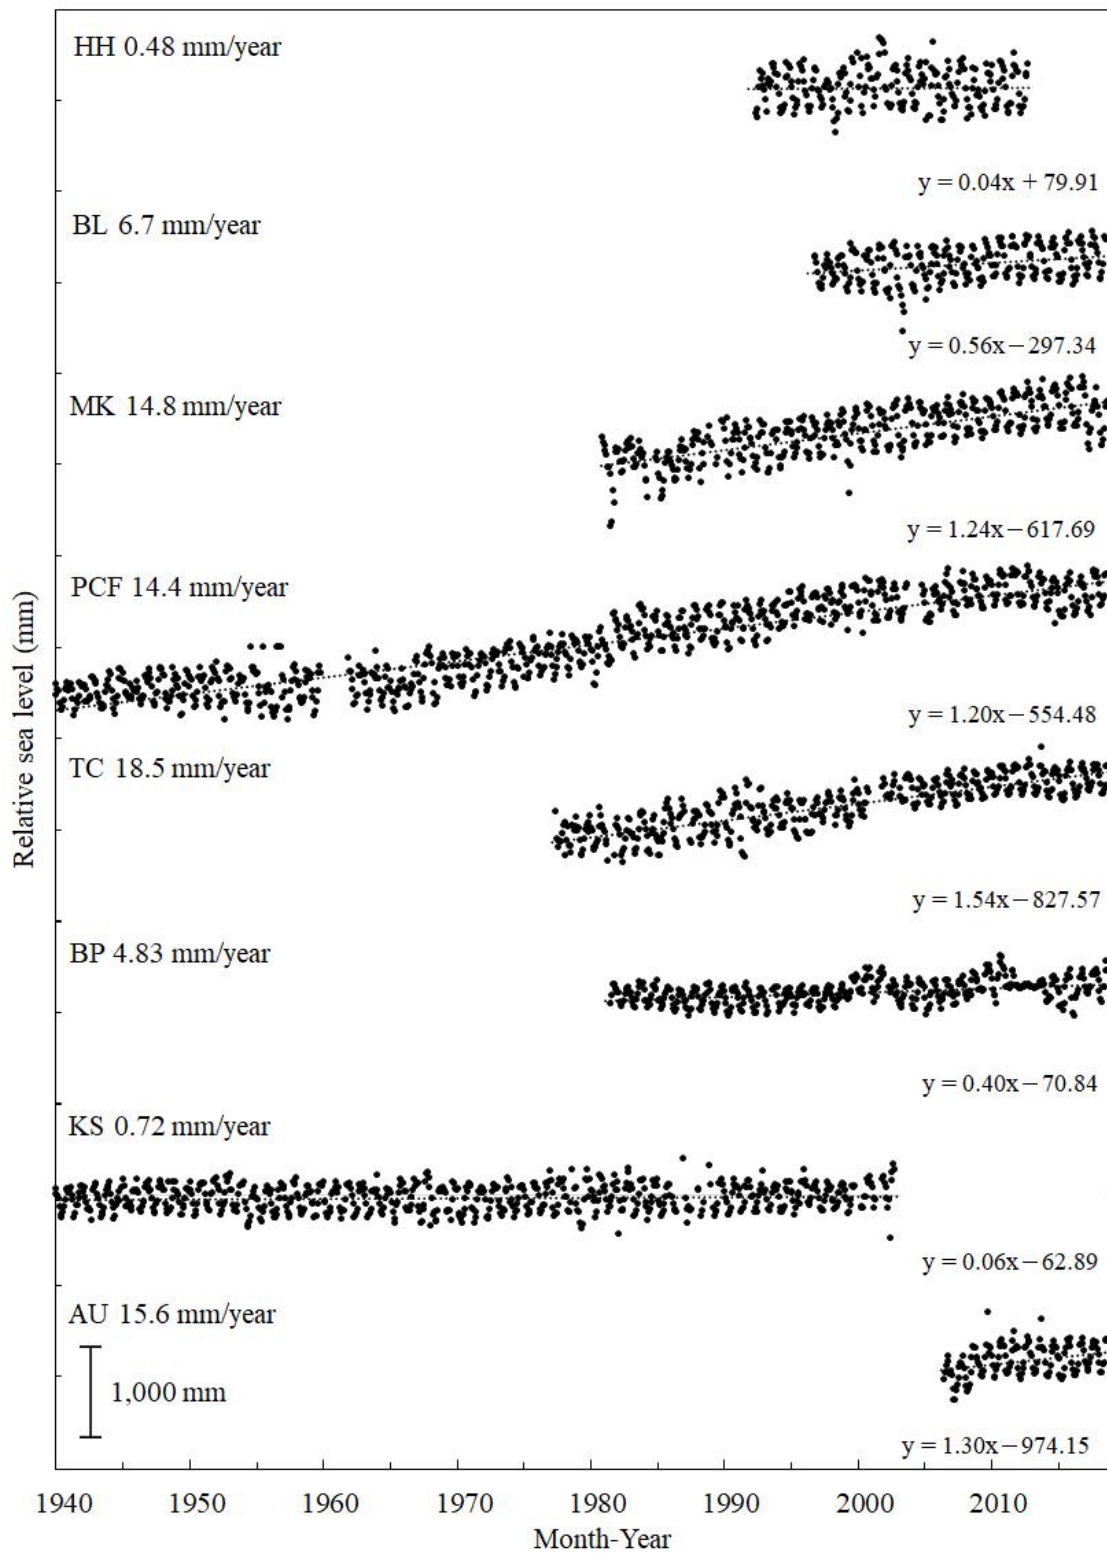 HH 0.48 mm/year
y = 0.04x + 79.91
BL 6.7 mm/year
y = 0.56x−297.34
MK 14.8 mm/year
y = 1.24x−617.69
PCF 14.4 mm/year
y = 1.20x−554.48
TC 18.5 mm/year
y = 1.54x−827.57
BP 4.83 mm/year
y = 0.40x−70.84
KS 0.72 mm/year
y = 0.06x−62.89
AU 15.6 mm/year
1,000 mm
y = 1.30x−974.15
Relative sea level (mm)
1940 1950 1960 1970 1980 1990 2000 2010
Month-Year